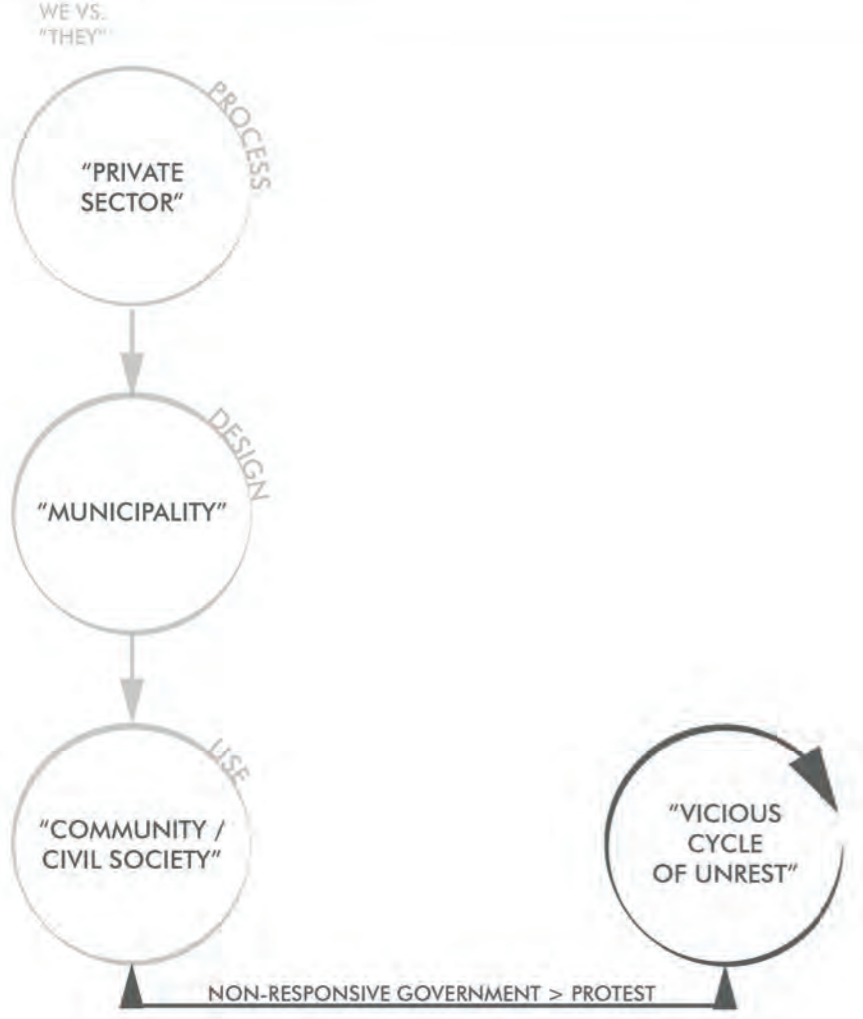 WE VS.
"THEY"
PROCESS
"PRIVATE
SECTOR"
DESIGN
"MUNICIPALITY"
USE
"COMMUNITY /
CIVIL SOCIETY"
"VICIOUS
CYCLE
OF UNREST"
NON-RESPONSIVE GOVERNMENT > PROTEST